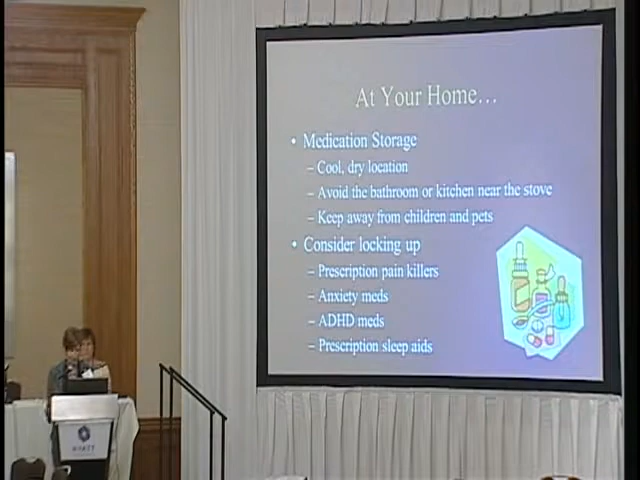 At Your Home…
• Medication Storage
– Cool, dry location
– Avoid the bathroom or kitchen near the stove
– Keep away from children and pets
• Consider locking up
– Prescription pain killers
– Anxiety meds
– ADHD meds
– Prescription sleep aids
HYATT